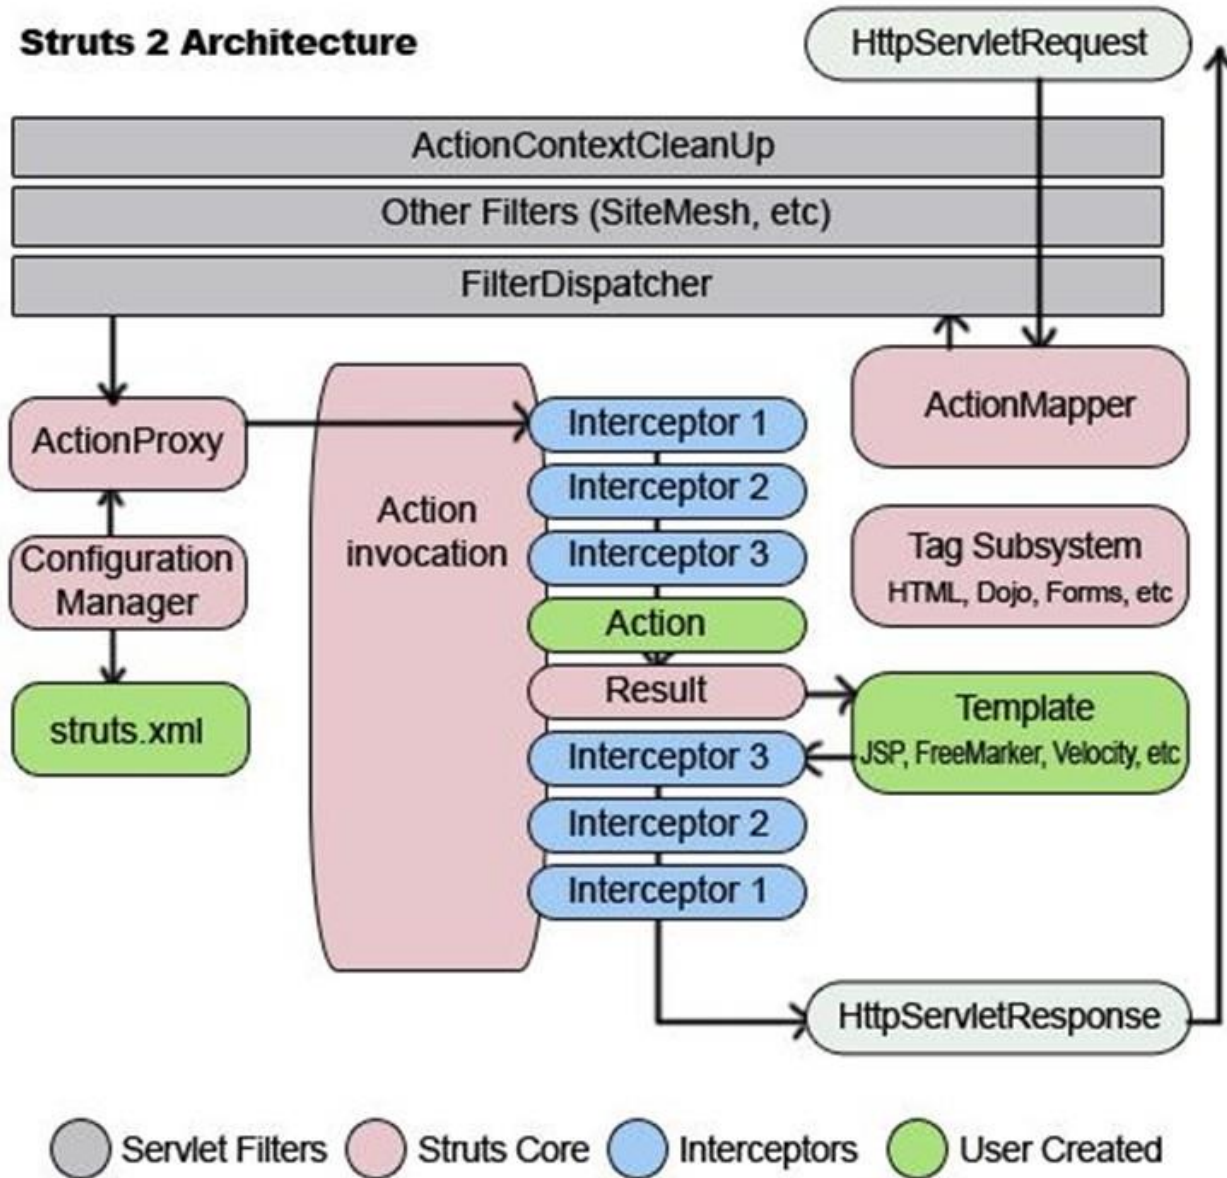 Struts 2 Architecture
HttpServletRequest
ActionContextCleanUp
Other Filters (SiteMesh, etc)
FilterDispatcher
ActionProxy
Configuration
Manager
struts.xml
Action
invocation
Interceptor 1
Interceptor 2
Interceptor 3
Action
Result
Interceptor 3
Interceptor 2
Interceptor 1
ActionMapper
Tag Subsystem
HTML, Dojo, Forms, etc
Template
JSP, FreeMarker, Velocity, etc
HttpServletResponse
Servlet Filters
Struts Core
Interceptors
User Created